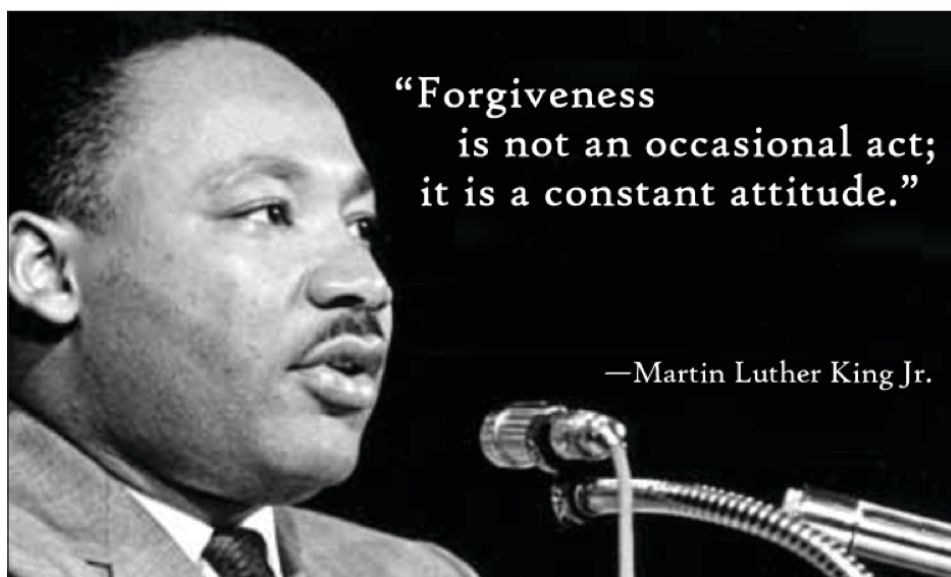 “Forgiveness
is not an occasional act;
it is a constant attitude.”
—Martin Luther King Jr.